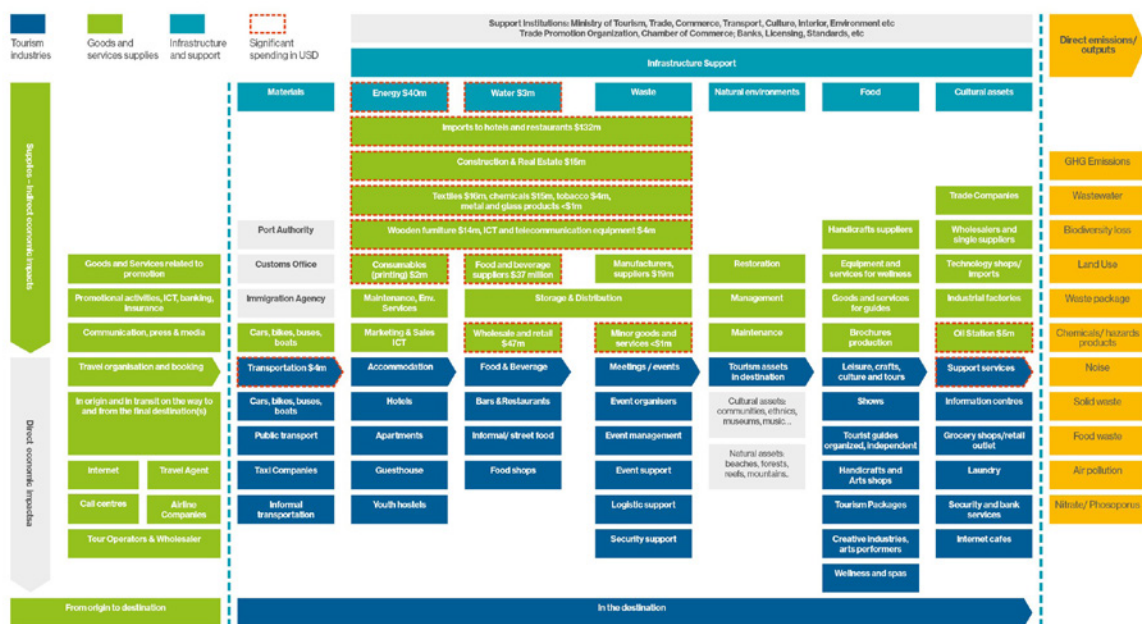 Tourism
industries
Goods and
services supplies
Infrastructure
and support
Significant
spending in USD
Support Institutions: Ministry of Tourism, Trade, Commerce, Transport, Culture, Interior, Environment etc
Trade Promotion Organization, Chamber of Commerce; Banks, Licensing, Standards, etc
Direct emissions/
outputs
Infrastructure Support
Materials
Energy $40m
Water $3m
Waste
Natural environments
Food
Cultural assets
Supplies – Indirect economic impacts
Imports to hotels and restaurants $132m
Construction & Real Estate $16m
GHG Emissions
Textiles $16m, chemicals $15m, tobacco $4m,
metal and glass products <$1m
Trade Companies
Wastewater
Port Authority
Wooden furniture $14m, ICT and telecommunication equipment $4m
Handicrafts suppliers
Wholesalers and
single suppliers
Biodiversity loss
Goods and Services related to
promotion
Customs Office
Consumables
(printing) $2m
Food and beverage
suppliers $37 million
Manufacturers,
suppliers $19m
Restoration
Equipment and
services for wellness
Technology shops/
imports
Land Use
Promotional activities, ICT, banking,
insurance
Immigration Agency
Maintenance, Env.
Services
Storage & Distribution
Management
Goods and services
for guides
Industrial factories
Waste package
Communication, press & media
Cars, bikes, buses,
boats
Marketing & Sales
ICT
Wholesale and retail
$47m
Minor goods and
services <$1m
Maintenance
Brochures
production
Oil Station $6m
Chemicals/ hazards
products
Travel organisation and booking
Transportation $4m
Accommodation
Food & Beverage
Meetings / events
Tourism assets
in destination
Leisure, crafts,
culture and tours
Support services
Noise
Direct economic impactsa
In origin and in transit on the way to
and from the final destination(s)
Cars, bikes, buses,
boats
Hotels
Bars & Restaurants
Event organisers
Cultural assets:
communities, ethnics,
museums, music...
Shows
Information centres
Solid waste
Public transport
Apartments
Informal/ street food
Event management
Natural assets:
beaches, forests,
reefs, mountains..
Tourist guides
organized, independent
Grocery shops/retail
outlet
Food waste
Internet
Travel Agent
Taxi Companies
Guesthouse
Food shops
Event support
Handicrafts and
Arts shops
Laundry
Air pollution
Call centres
Airline
Companies
Informal
transportation
Youth hostels
Logistic support
Tourism Packages
Security and bank
services
Nitrate/ Phosoporus
Tour Operators & Wholesaler
Security support
Creative industries,
arts performers
Internet cafes
Wellness and spas
From origin to destination
In the destination